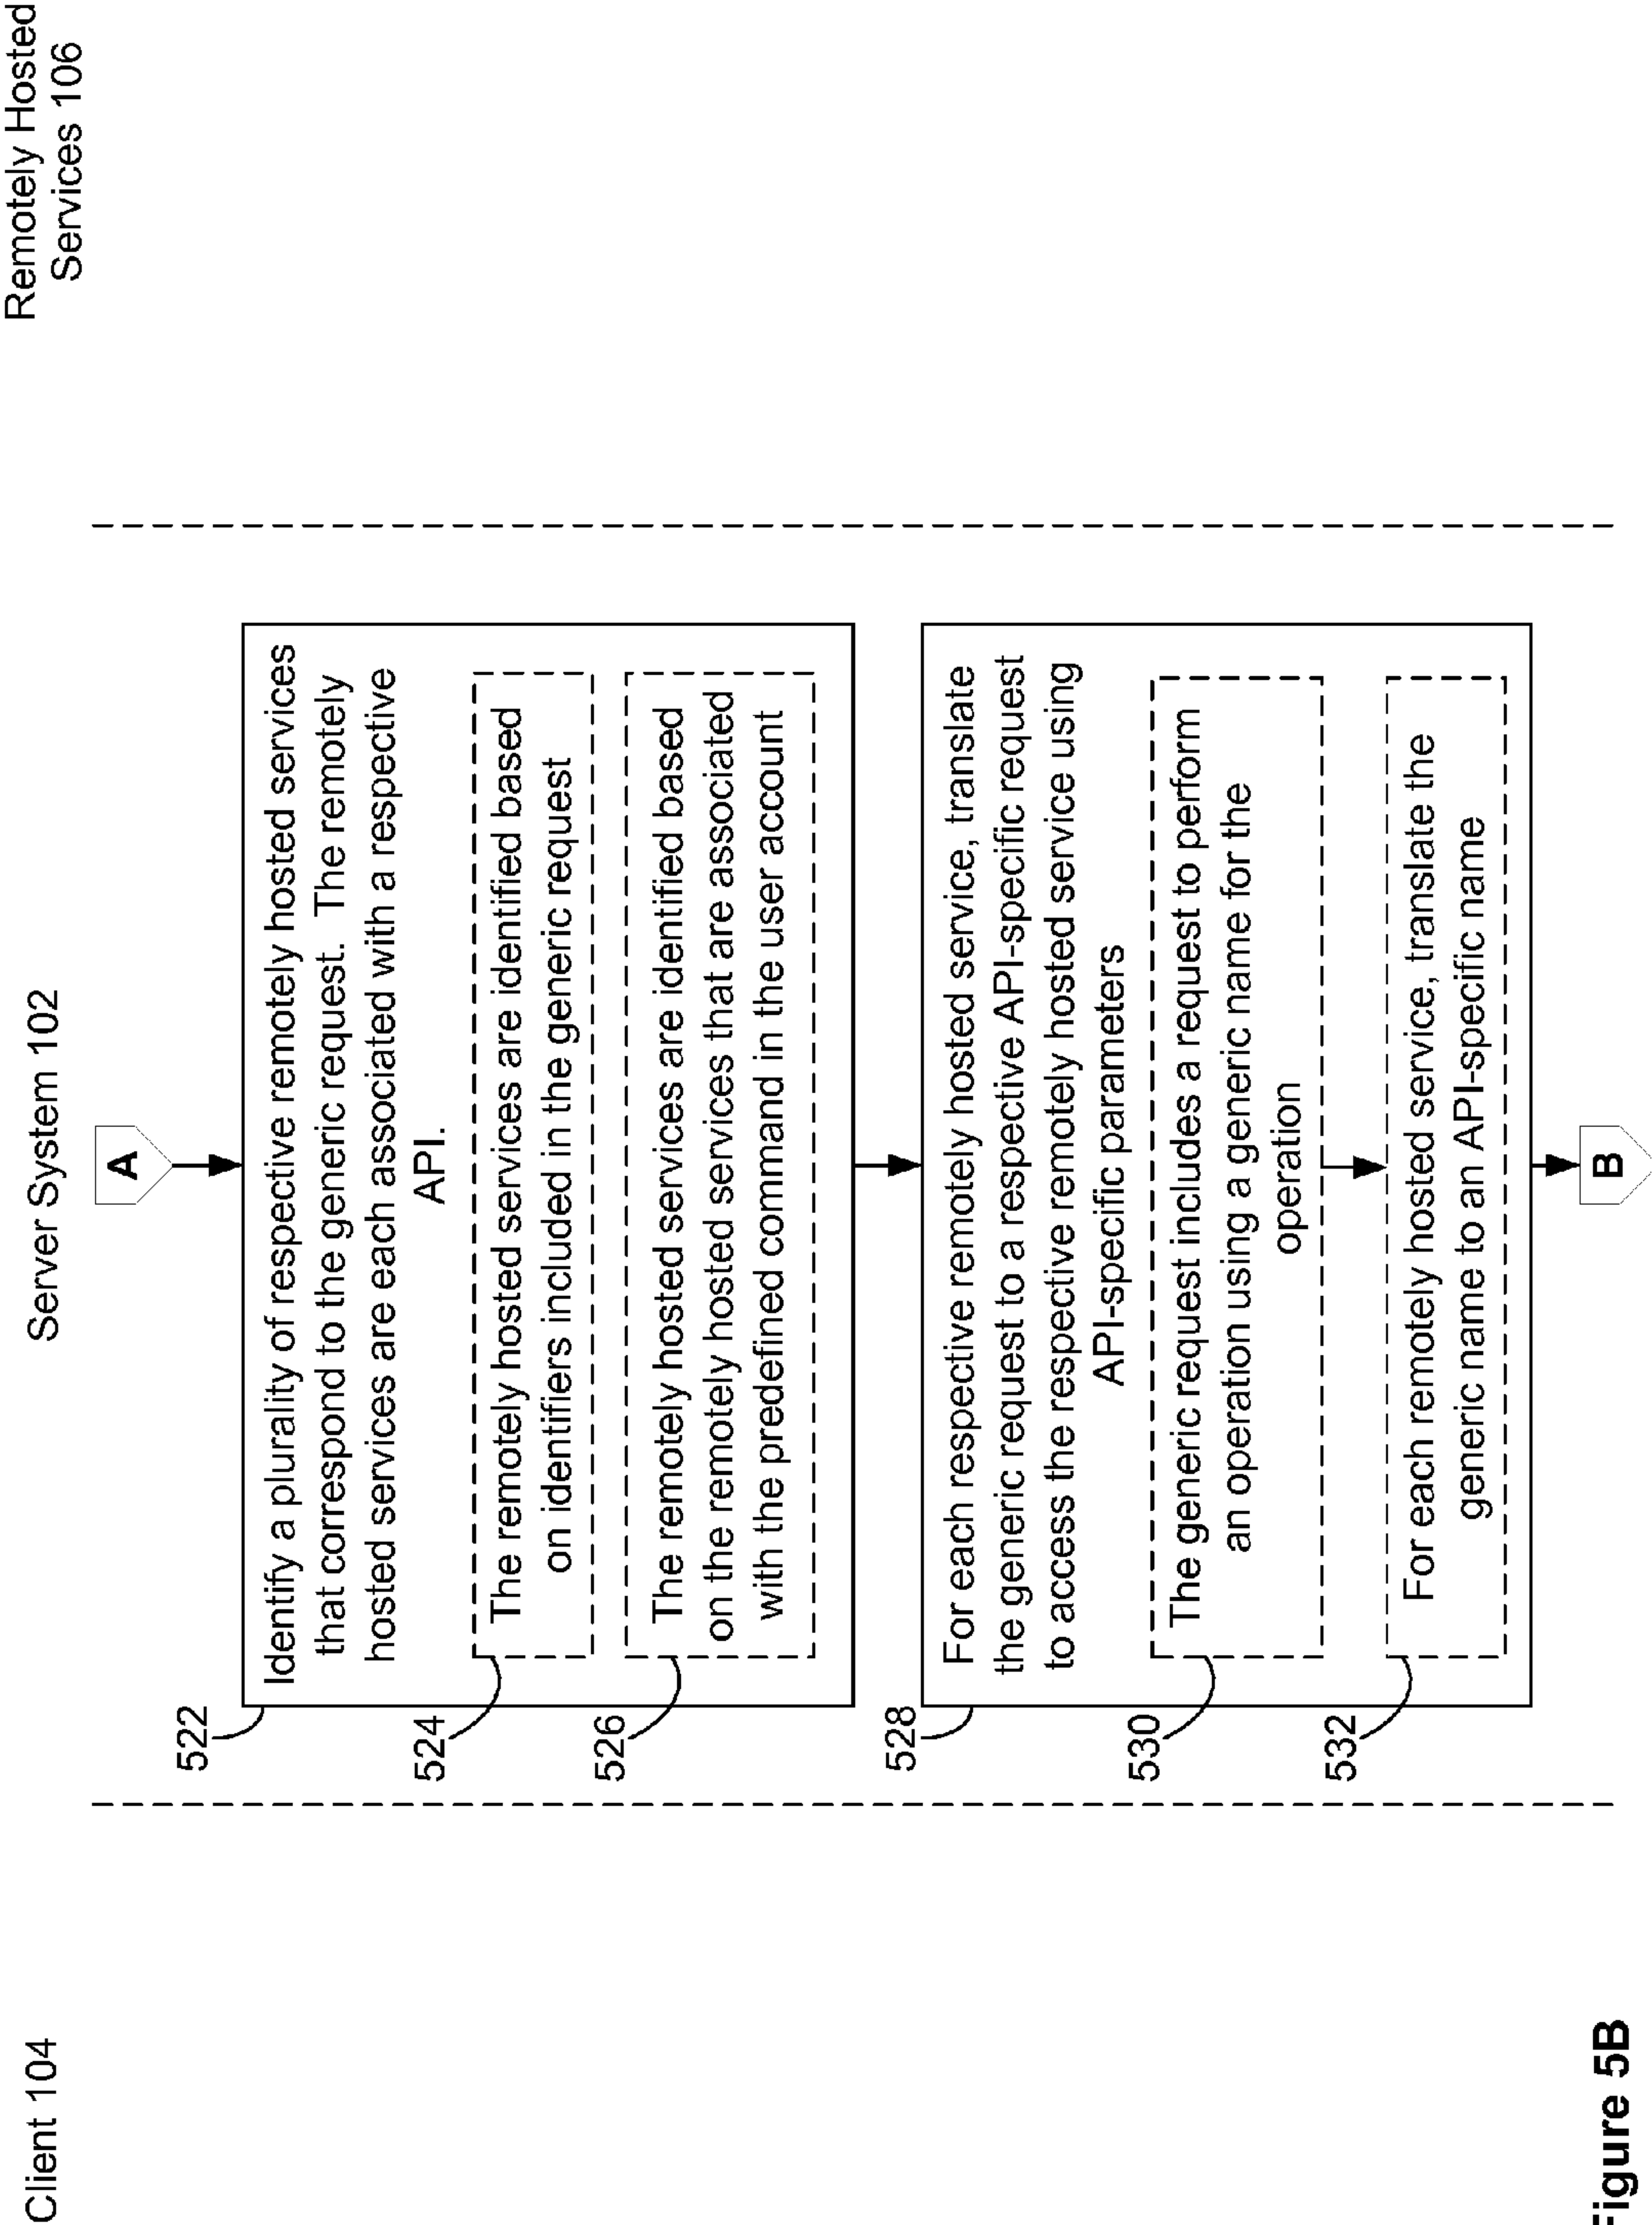 Client 104
Server System 102
Remotely Hosted
Services 106
A
522
Identify a plurality of respective remotely hosted services
that correspond to the generic request. The remotely
hosted services are each associated with a respective
API.
524
The remotely hosted services are identified based
on identifiers included in the generic request
526
The remotely hosted services are identified based
on the remotely hosted services that are associated
with the predefined command in the user account
528
For each respective remotely hosted service, translate
the generic request to a respective API-specific request
to access the respective remotely hosted service using
API-specific parameters
530
The generic request includes a request to perform
an operation using a generic name for the
operation
532
For each remotely hosted service, translate the
generic name to an API-specific name
B
Figure 5B